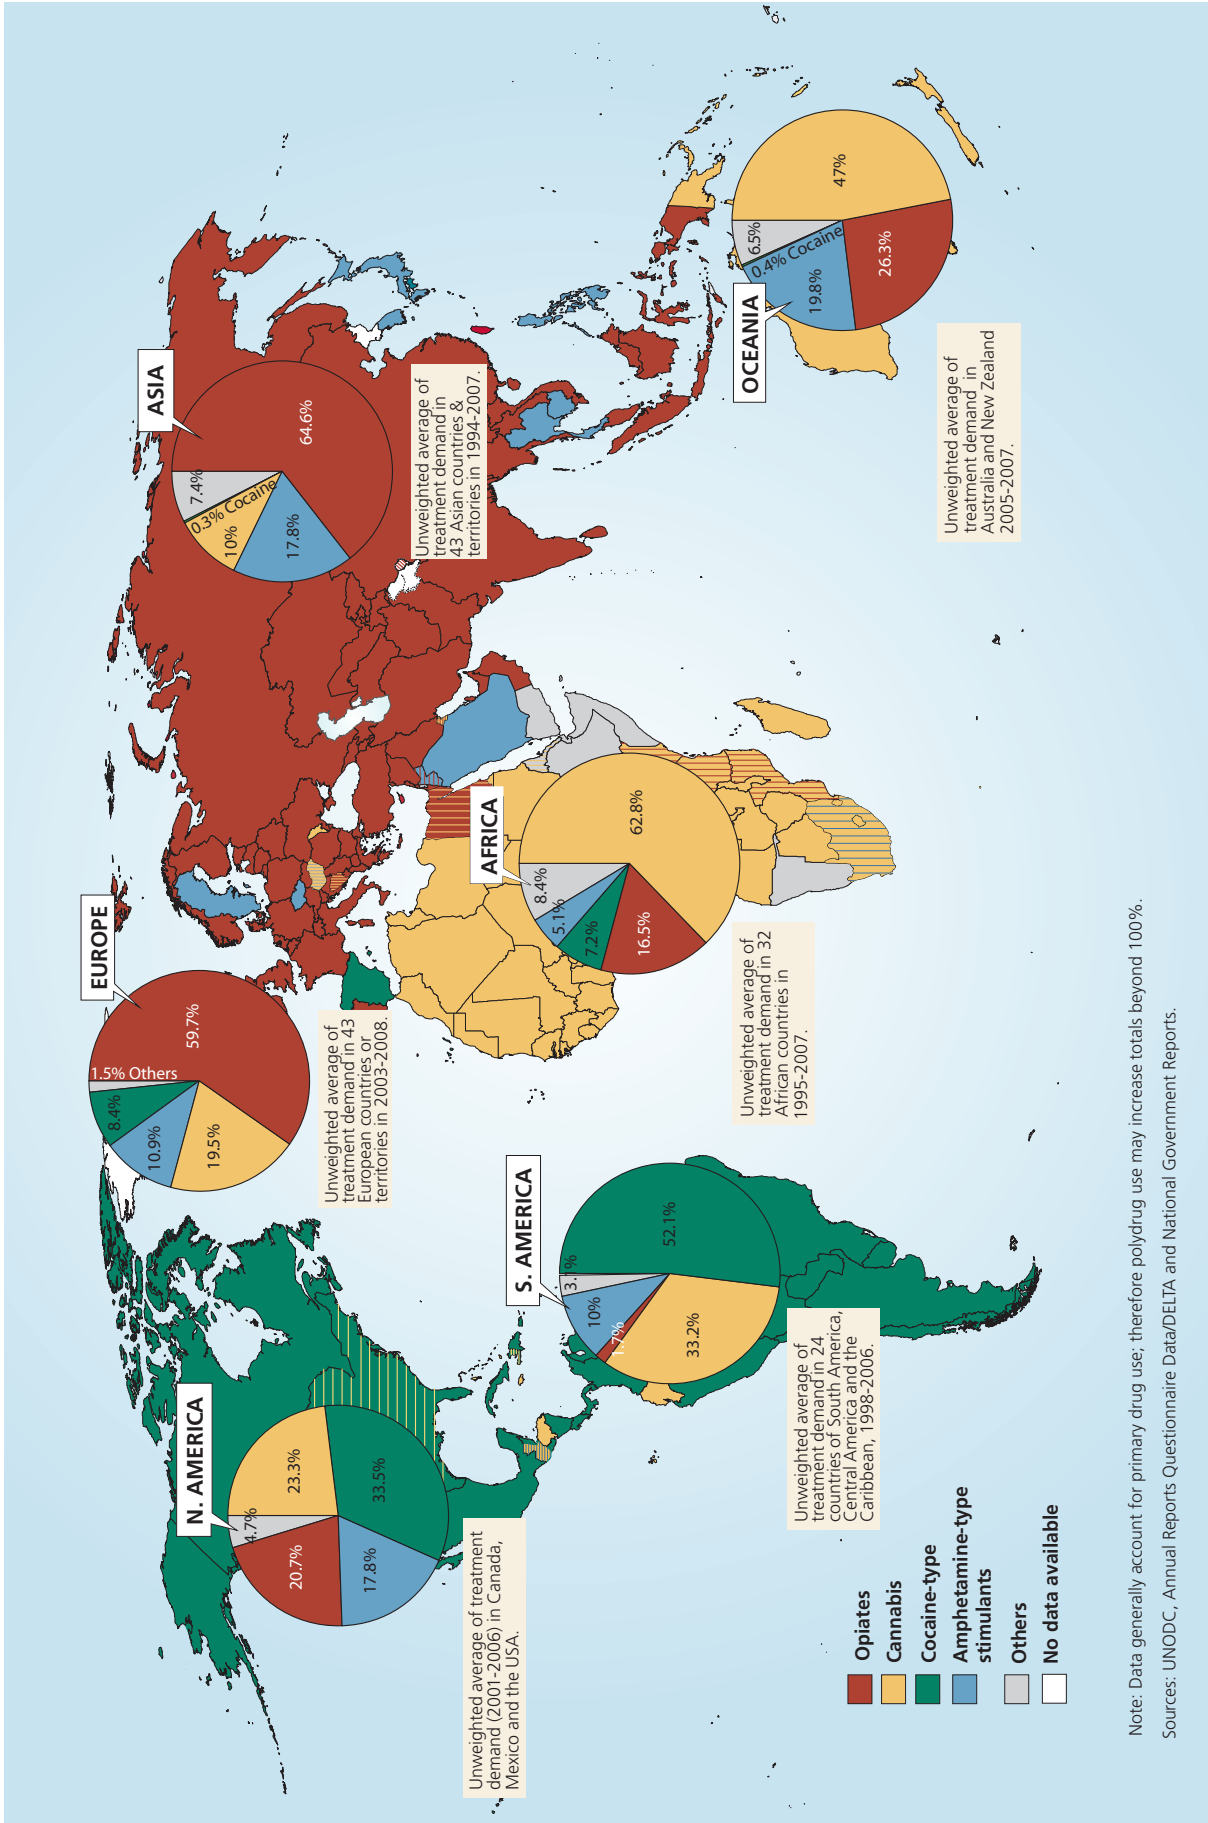 N. AMERICA
4.7%
23.3%
20.7%
33.5%
17.8%
Unweighted average of treatment
demand (2001-2006) in Canada,
Mexico and the USA.
EUROPE
1.5% Others
8.4%
59.7%
10.9%
19.5%
Unweighted average of
treatment demand in 43
European countries or
territories in 2003-2008.
ASIA
7.4%
0.3% Cocaine
10%
64.6%
17.8%
Unweighted average of
treatment demand in
43 Asian countries &
territories in 1994-2007.
S. AMERICA
3.1%
10%
1.7%
52.1%
33.2%
Unweighted average of
treatment demand in 24
countries of South America,
Central America and the
Caribbean, 1998-2006.
AFRICA
8.4%
5.1%
7.2%
62.8%
16.5%
Unweighted average of
treatment demand in 32
African countries in
1995-2007.
OCEANIA
6.5%
0.4% Cocaine
47%
19.8%
26.3%
Unweighted average of
treatment demand in
Australia and New Zealand
2005-2007.
Opiates
Cannabis
Cocaine-type
Amphetamine-type
stimulants
Others
No data available
Note: Data generally account for primary drug use; therefore polydrug use may increase totals beyond 100%.
Sources: UNODC, Annual Reports Questionnaire Data/DELTA and National Government Reports.